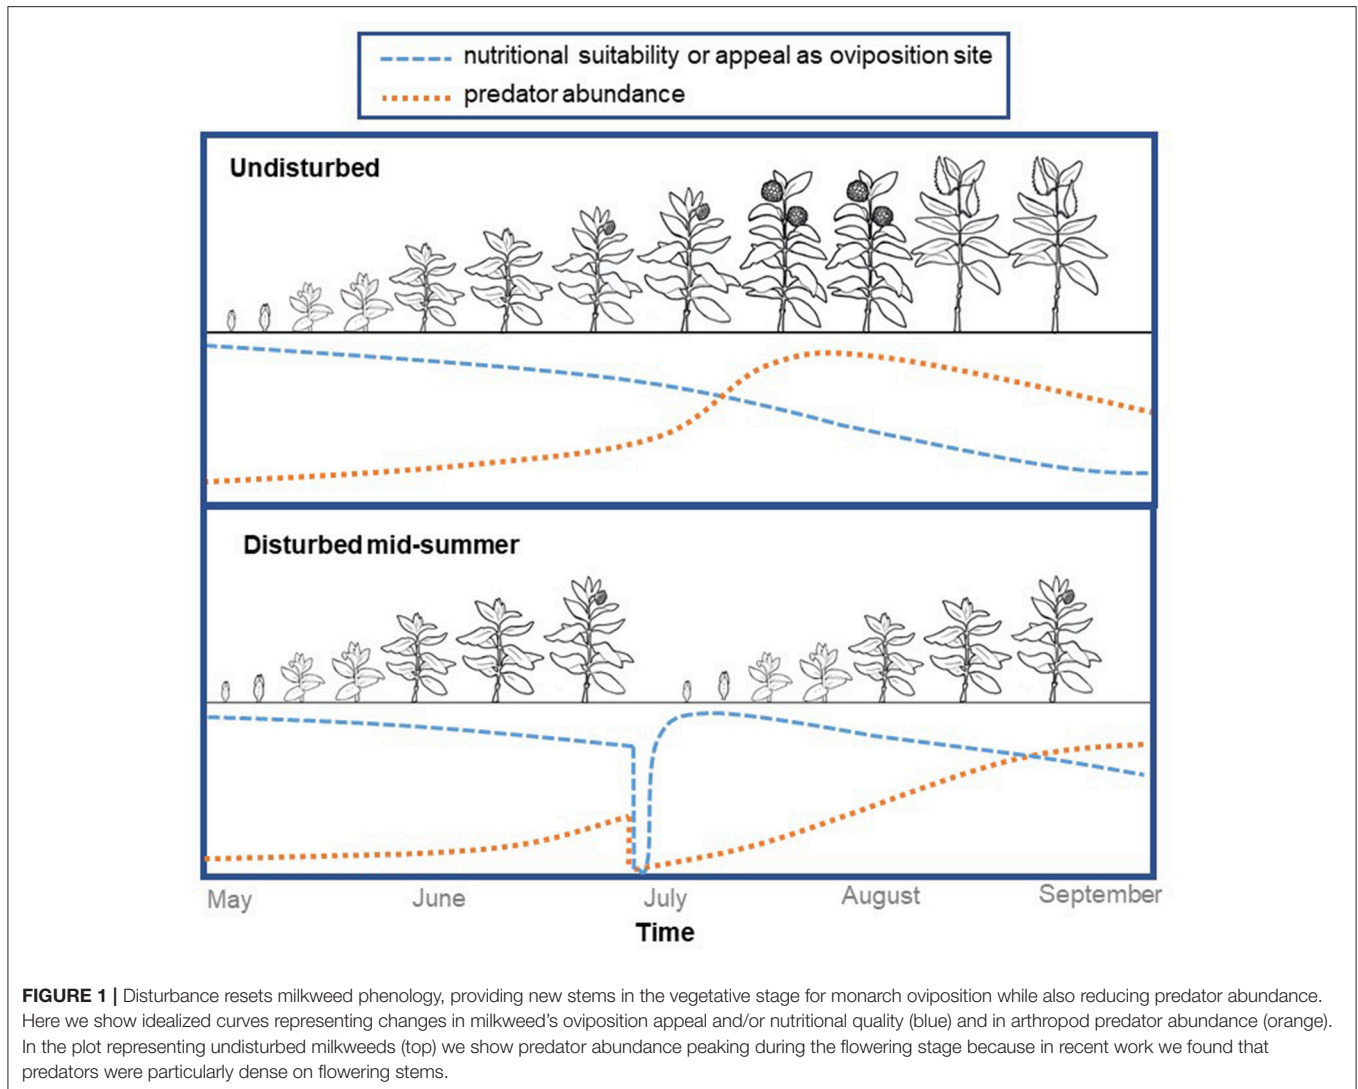 nutritional suitability or appeal as oviposition site
predator abundance
Undisturbed
Disturbed mid-summer
May June July August September
Time
FIGURE 1 | Disturbance resets milkweed phenology, providing new stems in the vegetative stage for monarch oviposition while also reducing predator abundance.
Here we show idealized curves representing changes in milkweed's oviposition appeal and/or nutritional quality (blue) and in arthropod predator abundance (orange).
In the plot representing undisturbed milkweeds (top) we show predator abundance peaking during the flowering stage because in recent work we found that
predators were particularly dense on flowering stems.